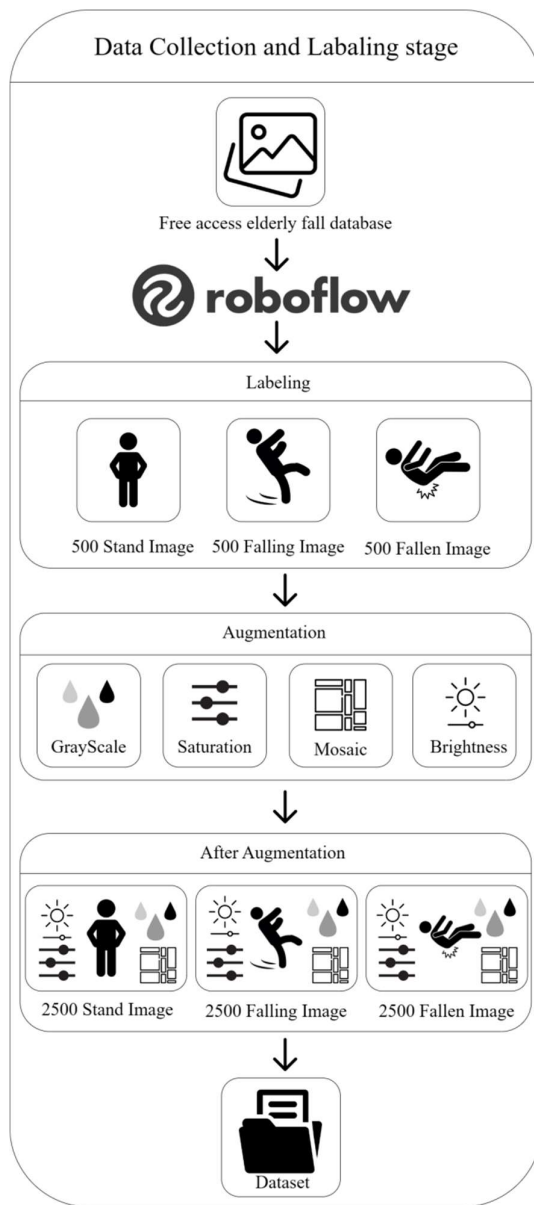 Data Collection and Labaling stage
Free access elderly fall database
roboflow
Labeling
500 Stand Image 500 Falling Image 500 Fallen Image
Augmentation
GrayScale Saturation Mosaic Brightness
After Augmentation
2500 Stand Image 2500 Falling Image 2500 Fallen Image
Dataset